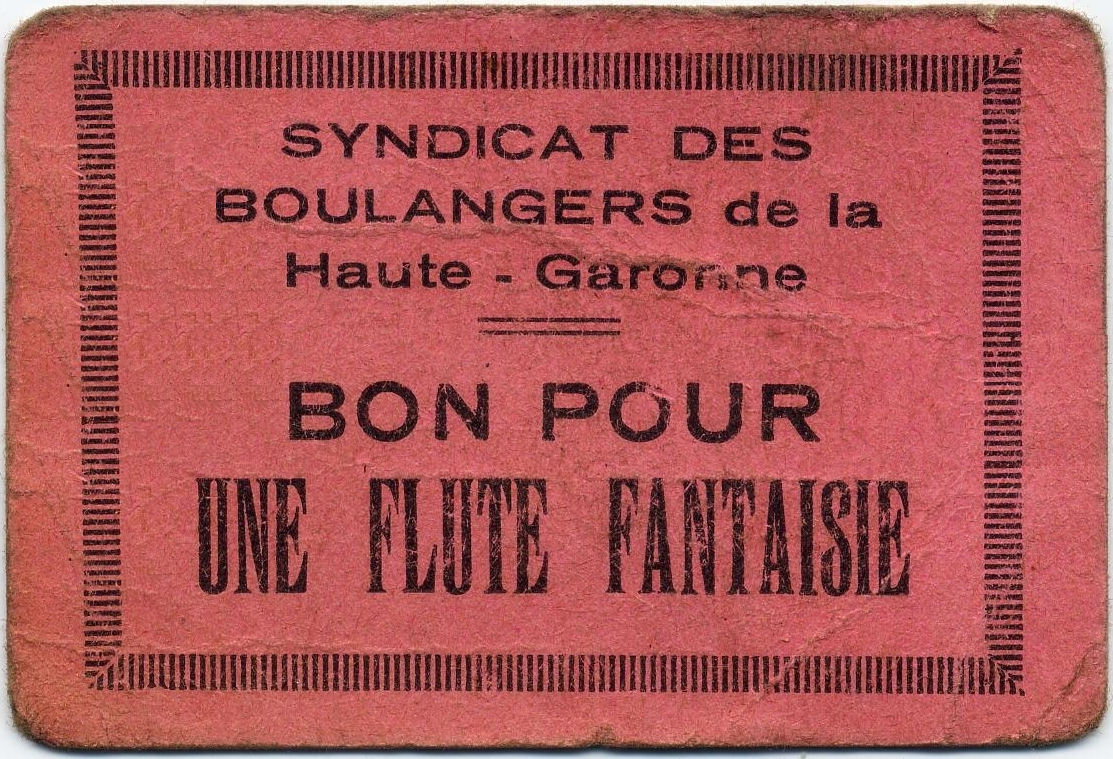 SYNDICAT DES
BOULANGERS de la
Haute - Garonne
BON POUR
UNE FLUTE FANTAISIE